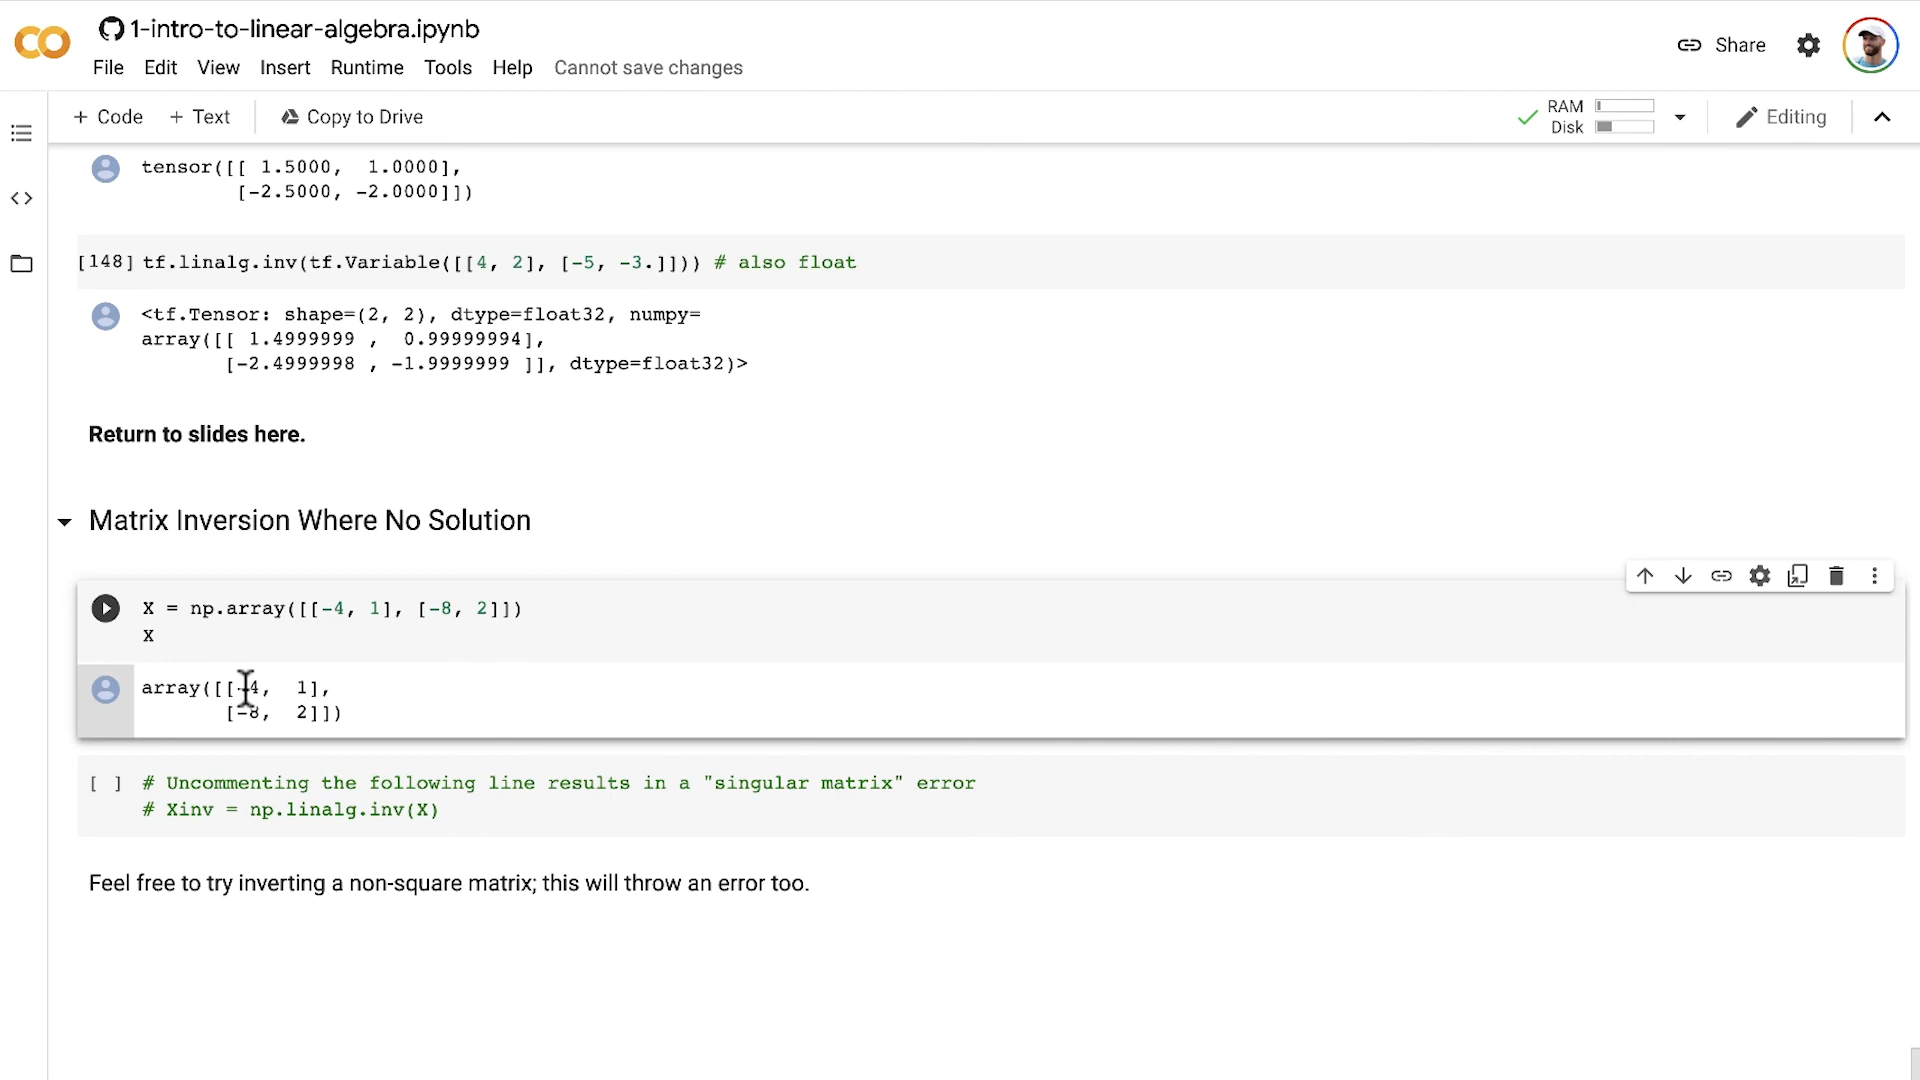 1-intro-to-linear-algebra.ipynb
File Edit View Insert Runtime Tools Help Cannot save changes
Share
+ Code + Text Copy to Drive
RAM
Disk
Editing
tensor([[ 1.5000, 1.0000],
[-2.5000, -2.0000]])
[148] tf.linalg.inv(tf.Variable([[4, 2], [-5, -3.]])) # also float
<tf.Tensor: shape=(2, 2), dtype=float32, numpy=
array([[ 1.4999999 , 0.99999994],
[-2.4999998 , -1.9999999 ]], dtype=float32)>
Return to slides here.
Matrix Inversion Where No Solution
X = np.array([[-4, 1], [-8, 2]])
X
array([[-4, 1],
[-8, 2]])
[ ] # Uncommenting the following line results in a "singular matrix" error
# Xinv = np.linalg.inv(X)
Feel free to try inverting a non-square matrix; this will throw an error too.